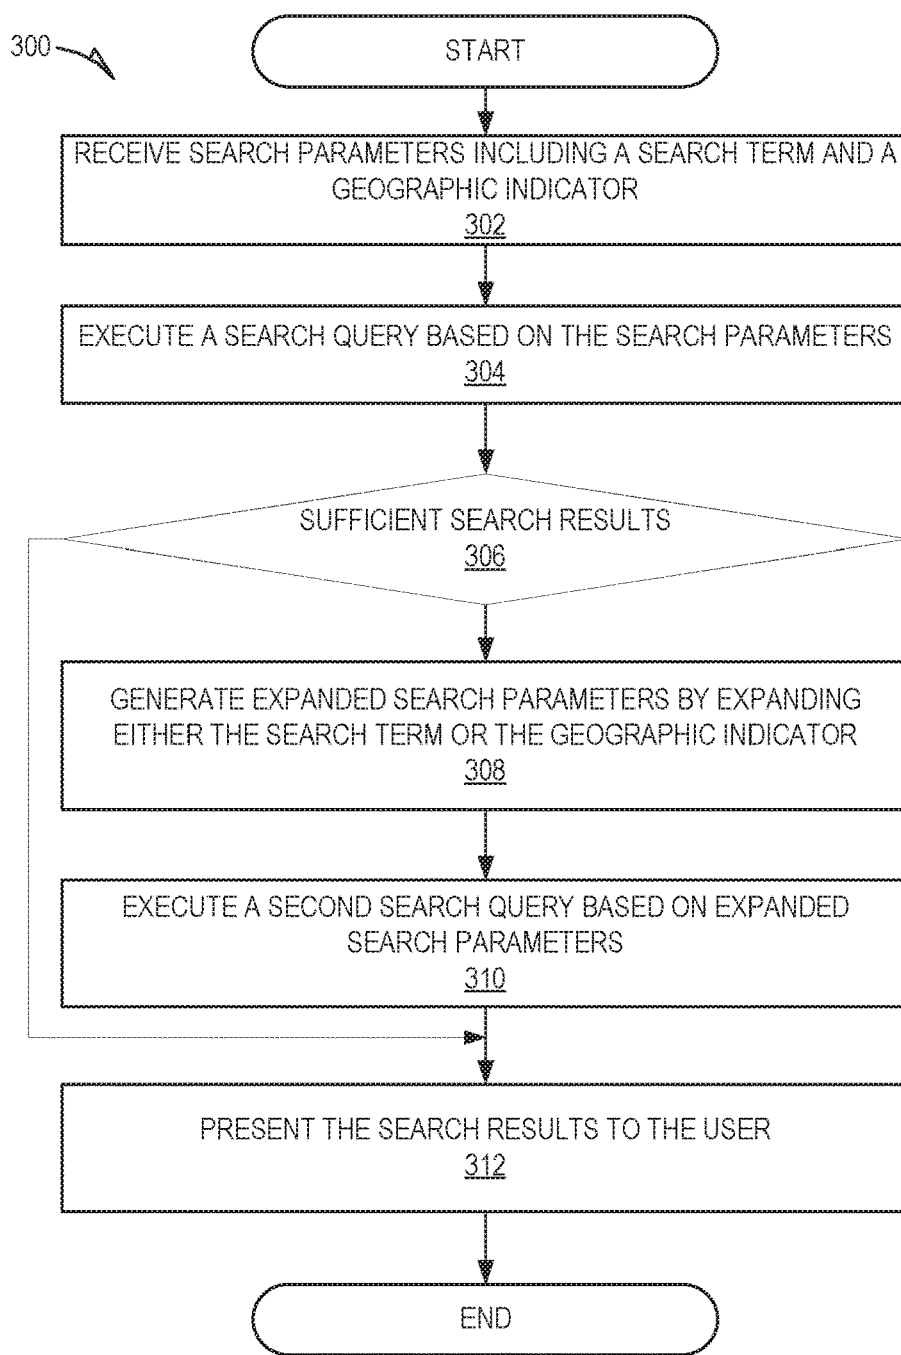 300
START
RECEIVE SEARCH PARAMETERS INCLUDING A SEARCH TERM AND A
GEOGRAPHIC INDICATOR
302
EXECUTE A SEARCH QUERY BASED ON THE SEARCH PARAMETERS
304
SUFFICIENT SEARCH RESULTS
306
GENERATE EXPANDED SEARCH PARAMETERS BY EXPANDING
EITHER THE SEARCH TERM OR THE GEOGRAPHIC INDICATOR
308
EXECUTE A SECOND SEARCH QUERY BASED ON EXPANDED
SEARCH PARAMETERS
310
PRESENT THE SEARCH RESULTS TO THE USER
312
END